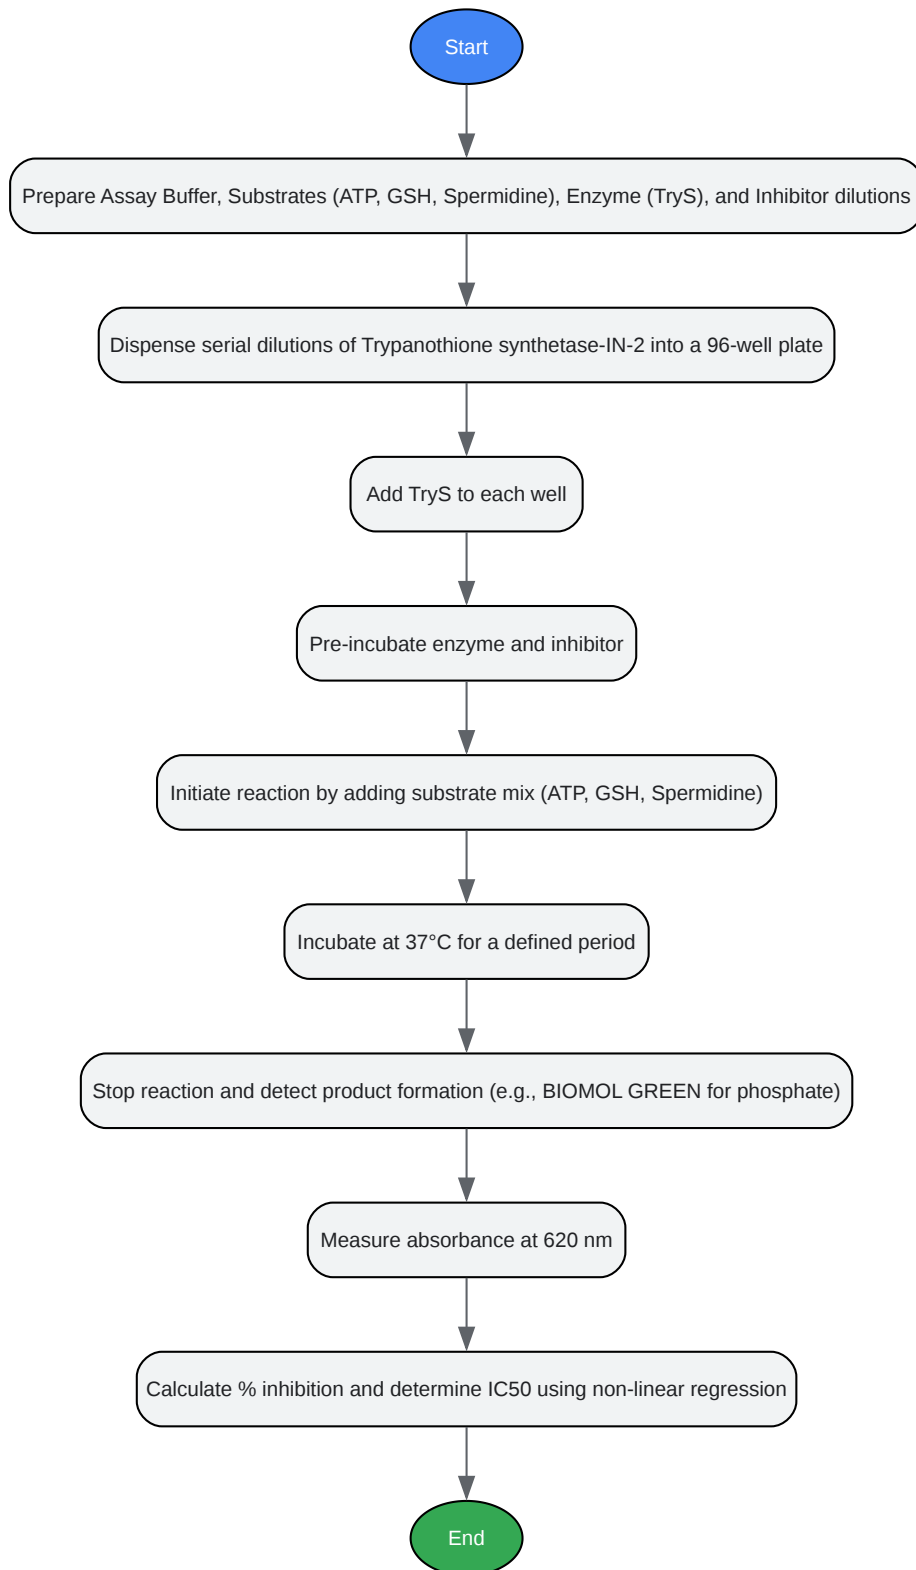 Start
Prepare Assay Buffer, Substrates (ATP, GSH, Spermidine), Enzyme (TryS), and Inhibitor dilutions
Dispense serial dilutions of Trypanothione synthetase-IN-2 into a 96-well plate
Add TryS to each well
Pre-incubate enzyme and inhibitor
Initiate reaction by adding substrate mix (ATP, GSH, Spermidine)
Incubate at 37°C for a defined period
Stop reaction and detect product formation (e.g., BIOMOL GREEN for phosphate)
Measure absorbance at 620 nm
Calculate % inhibition and determine IC50 using non-linear regression
End